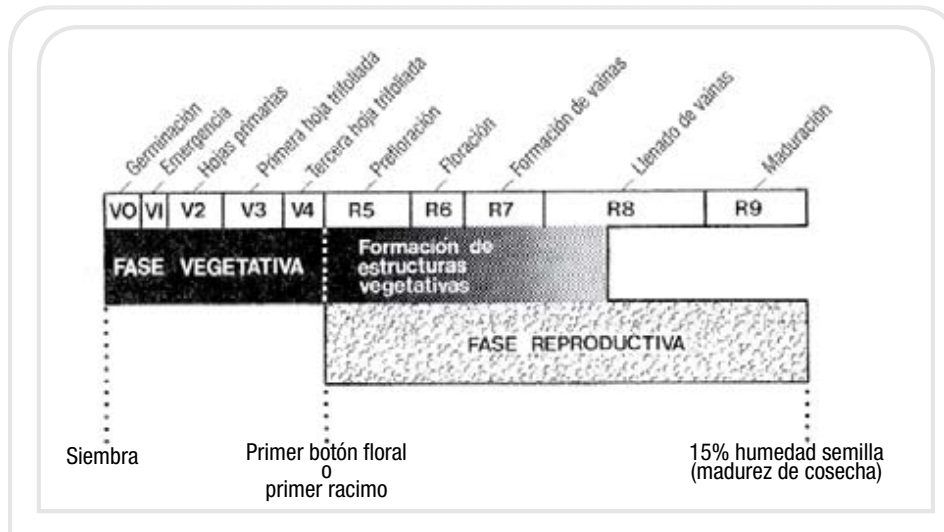 Germinación
Emergencia
Hojas primarias
Primera hoja trifoliada
Tercera hoja trifoliada
Prefloración
Floración
Formación de vainas
Llenado de vainas
Maduración
VO VI V2 V3 V4 R5 R6 R7 R8 R9
FASE VEGETATIVA
Formación de
estructuras
vegetativas
FASE REPRODUCTIVA
Siembra
Primer botón floral
o
primer racimo
15% humedad semilla
(madurez de cosecha)